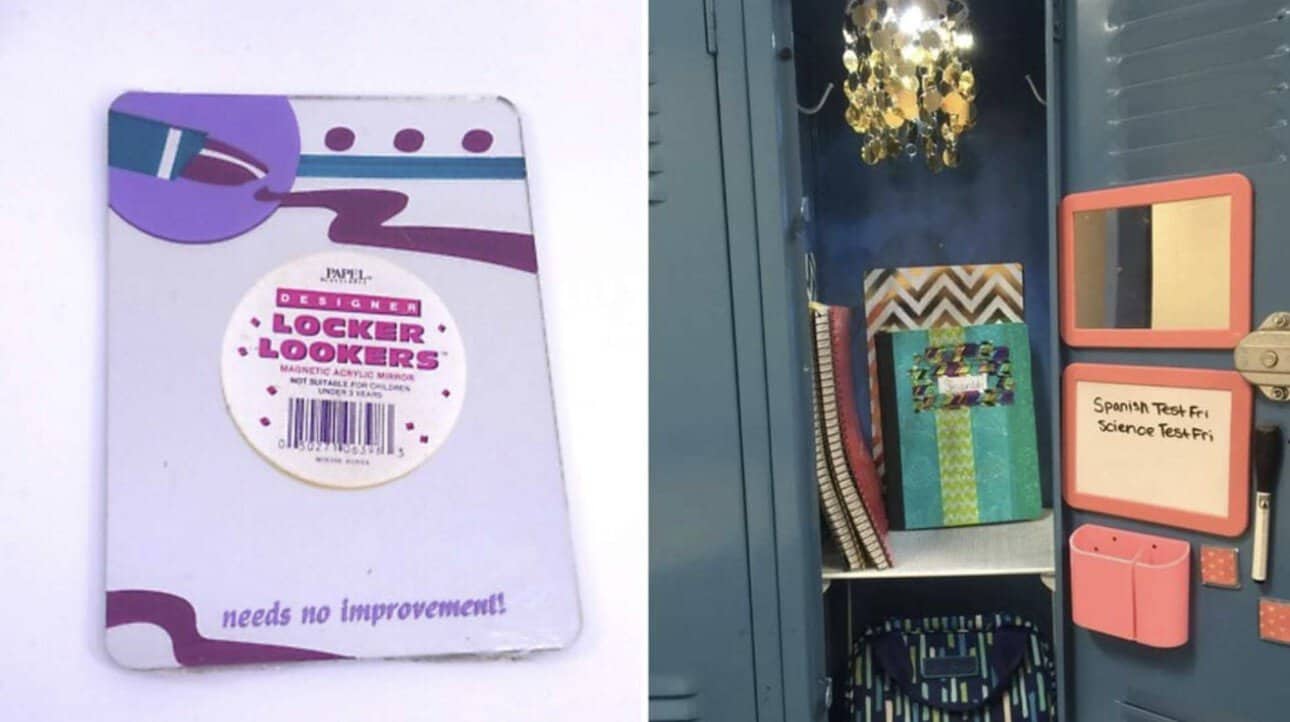 PAPEL
DESIGNER
LOCKER
LOOKERS™
MAGNETIC ACRYLIC MIRROR
NOT SUITABLE FOR CHILDREN
UNDER 3 YEARS
needs no improvement!
Spanish Test Fri
Science Test Fri